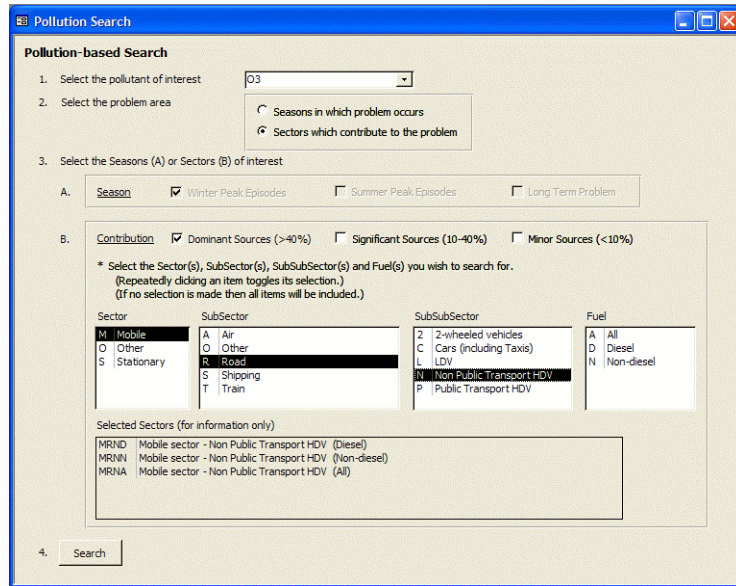 Pollution Search
Pollution-based Search
1. Select the pollutant of interest O3
2. Select the problem area
Seasons in which problem occurs
Sectors which contribute to the problem
3. Select the Seasons (A) or Sectors (B) of interest
A. Season Winter Peak Episodes Summer Peak Episodes Long Term Problem
B. Contribution Dominant Sources (>40%) Significant Sources (10-40%) Minor Sources (<10%)
* Select the Sector(s), SubSector(s), SubSubSector(s) and Fuel(s) you wish to search for.
(Repeatedly clicking an item toggles its selection.)
(If no selection is made then all items will be included.)
Sector SubSector SubSubSector Fuel
M Mobile A Air 2 2-wheeled vehicles A All
O Other O Other C Cars (including Taxis) D Diesel
S Stationary R Road L LDV N Non-diesel
S Shipping N Non Public Transport HDV
T Train P Public Transport HDV
Selected Sectors (for information only)
MRND Mobile sector - Non Public Transport HDV (Diesel)
MRNN Mobile sector - Non Public Transport HDV (Non-diesel)
MRNA Mobile sector - Non Public Transport HDV (All)
4. Search